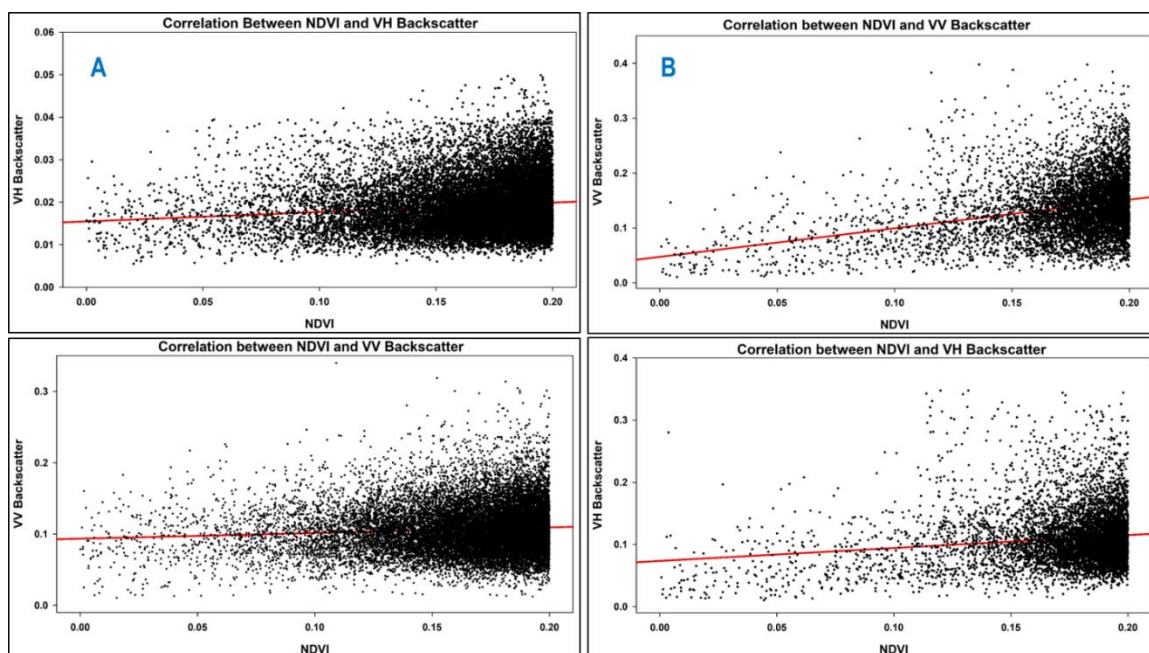 Correlation Between NDVI and VH Backscatter
A
VH Backscatter
0.06
0.05
0.04
0.03
0.02
0.01
0.00
0.00 0.05 0.10 0.15 0.20
NDVI
Correlation between NDVI and VV Backscatter
B
VV Backscatter
0.4
0.3
0.2
0.1
0.0
0.00 0.05 0.10 0.15 0.20
NDVI
Correlation between NDVI and VV Backscatter
VV Backscatter
0.3
0.2
0.1
0.0
0.00 0.05 0.10 0.15 0.20
NDVI
Correlation between NDVI and VH Backscatter
VH Backscatter
0.4
0.3
0.2
0.1
0.0
0.00 0.05 0.10 0.15 0.20
NDVI